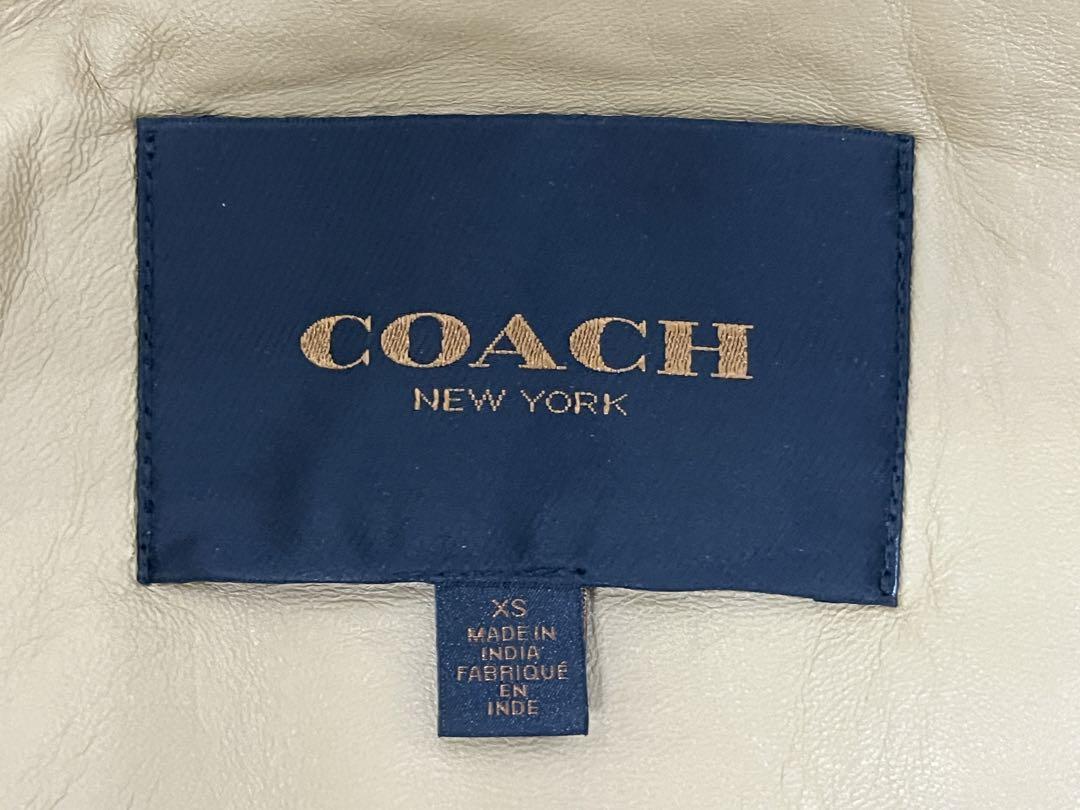 COACH
NEW YORK
XS
MADE IN
INDIA
FABRIQUÉ
EN
INDE